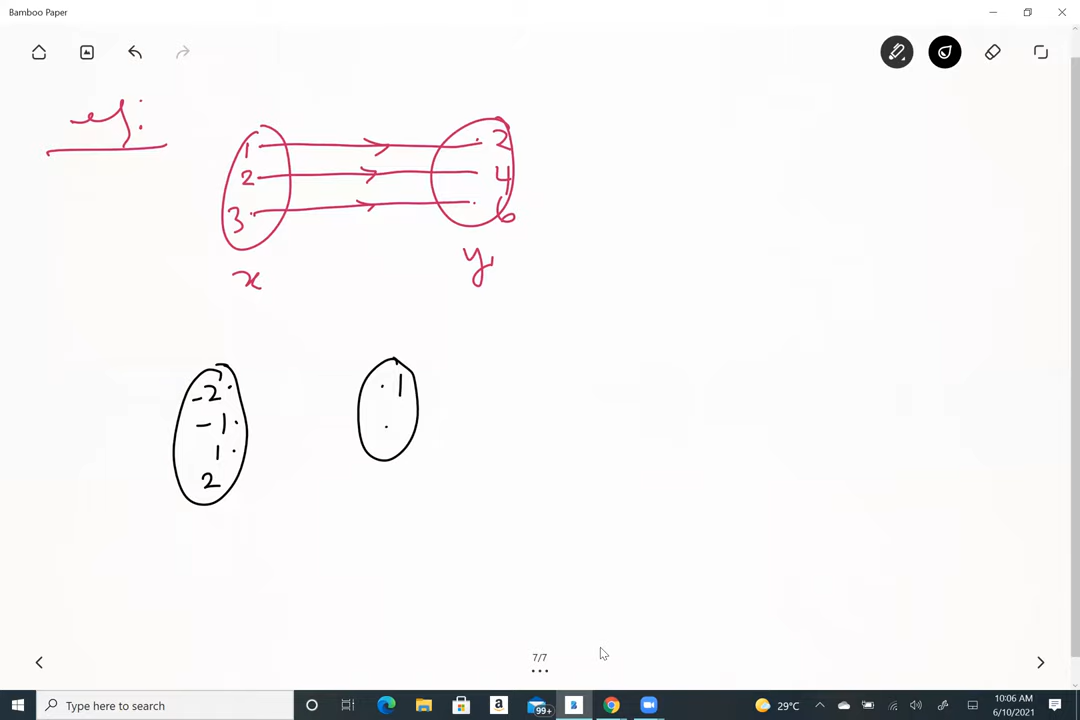 Bamboo Paper
eg:
1 2
2 4
3 6
x y
-2 1
-1
1
2
7/7
Type here to search
99+
29°C
10:06 AM
6/10/2021